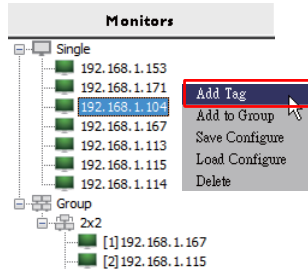 Monitors
Single
192.168.1.153
192.168.1.171
192.168.1.104
192.168.1.167
192.168.1.113
192.168.1.115
192.168.1.114
Group
2x2
[1]192.168.1.167
[2]192.168.1.115
Add Tag
Add to Group
Save Configure
Load Configure
Delete